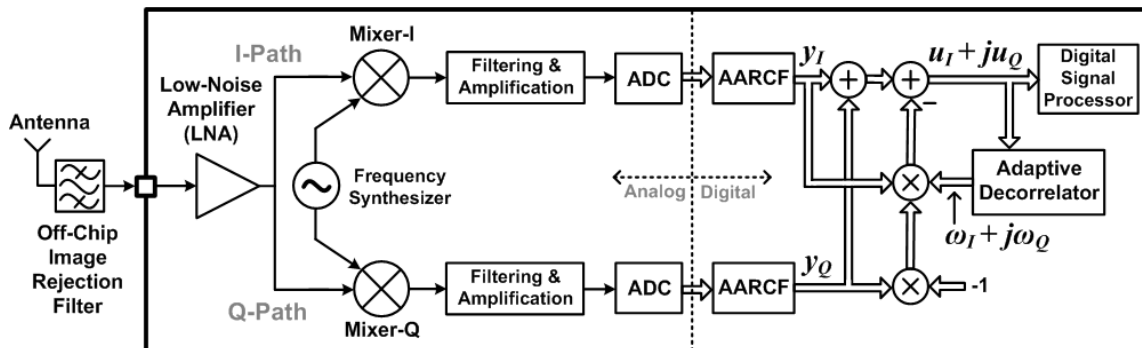 Antenna
Off-Chip
Image
Rejection
Filter
Low-Noise
Amplifier
(LNA)
I-Path
Q-Path
Mixer-I
Mixer-Q
Frequency
Synthesizer
Filtering &
Amplification
Filtering &
Amplification
ADC
ADC
Analog
Digital
AARCF
AARCF
y_I
y_Q
+
+
−
×
×
-1
u_I + ju_Q
ω_I + jω_Q
Digital
Signal
Processor
Adaptive
Decorrelator